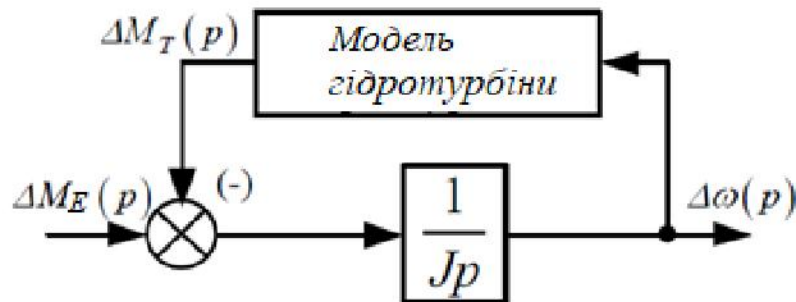 ΔM_T(p)
Модель
гідротурбіни
ΔM_E(p)
(-)
1
Jp
Δω(p)